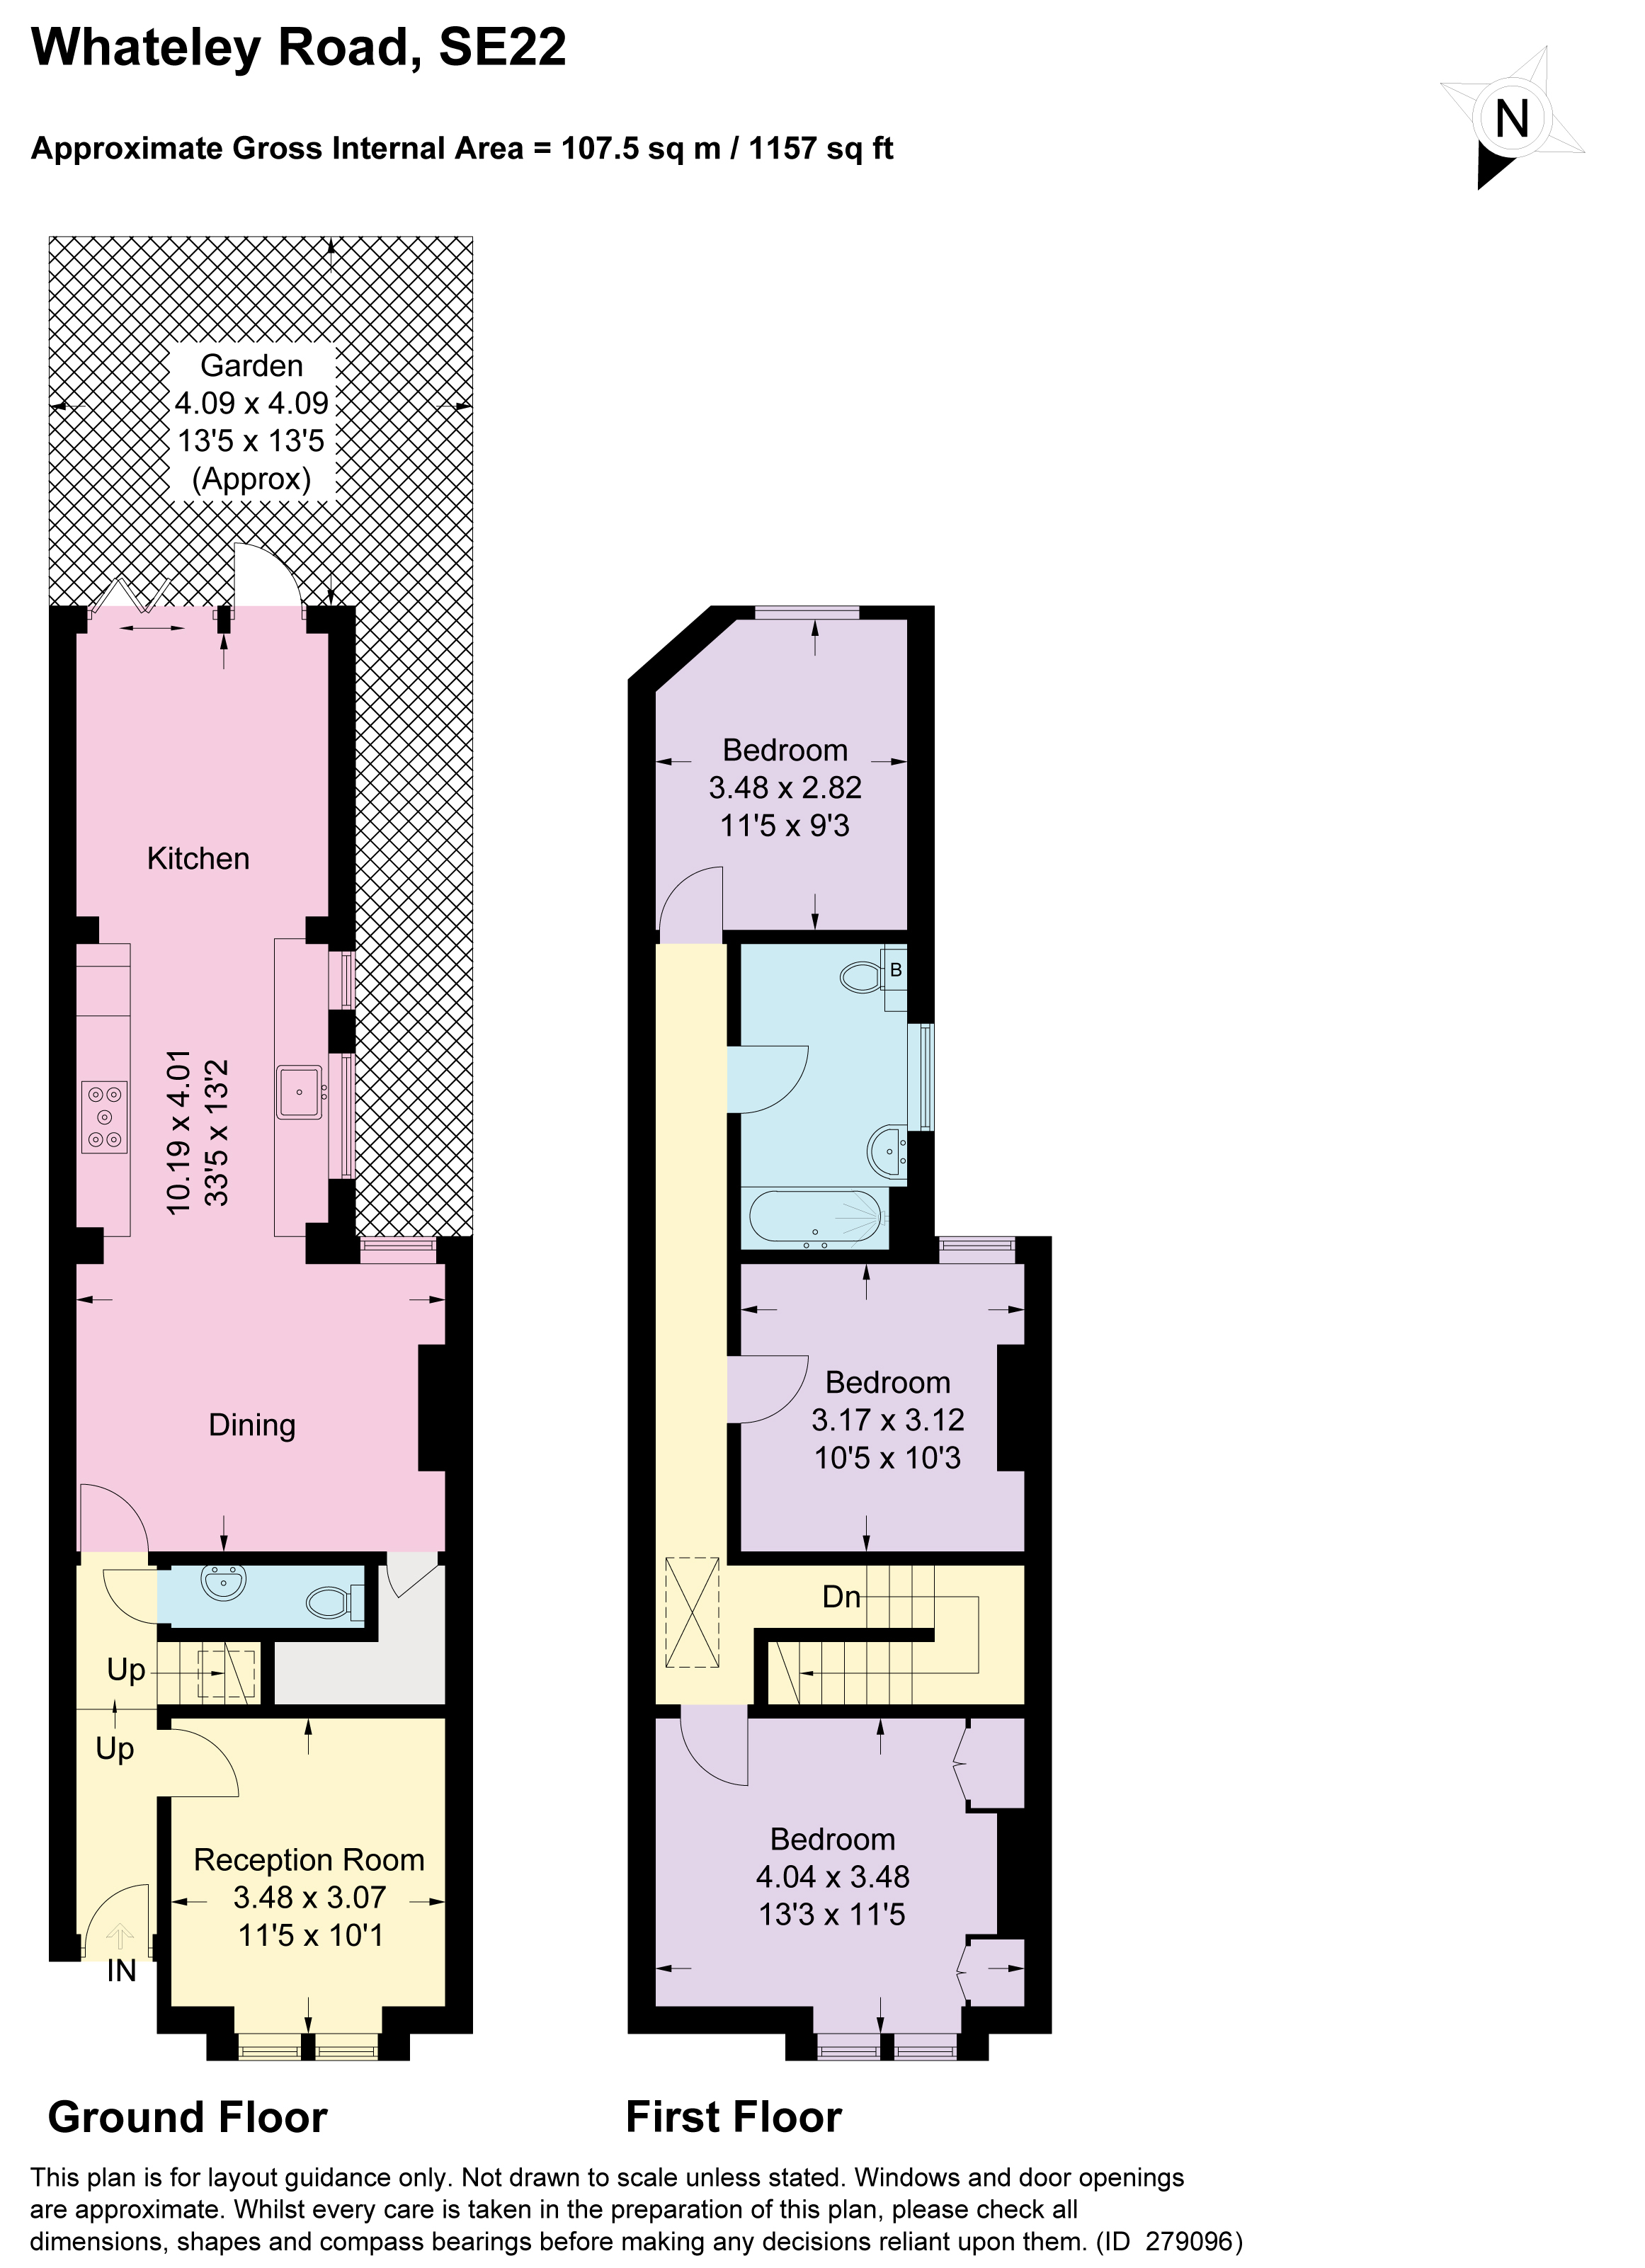 Whateley Road, SE22
Approximate Gross Internal Area = 107.5 sq m / 1157 sq ft
N
Garden
4.09 x 4.09
13'5 x 13'5
(Approx)
Kitchen
10.19 x 4.01
33'5 x 13'2
Dining
Up
Up
Reception Room
3.48 x 3.07
11'5 x 10'1
IN
Ground Floor
Bedroom
3.48 x 2.82
11'5 x 9'3
B
Bedroom
3.17 x 3.12
10'5 x 10'3
Dn
Bedroom
4.04 x 3.48
13'3 x 11'5
First Floor
This plan is for layout guidance only. Not drawn to scale unless stated. Windows and door openings
are approximate. Whilst every care is taken in the preparation of this plan, please check all
dimensions, shapes and compass bearings before making any decisions reliant upon them. (ID 279096)